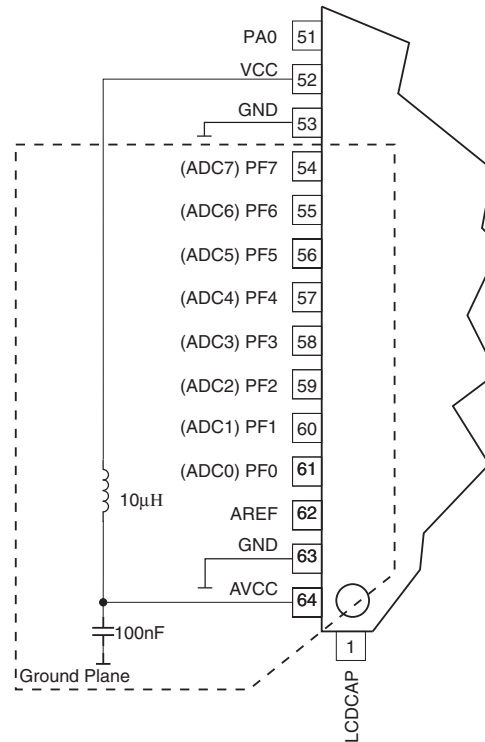 PA0 51
VCC 52
GND 53
(ADC7) PF7 54
(ADC6) PF6 55
(ADC5) PF5 56
(ADC4) PF4 57
(ADC3) PF3 58
(ADC2) PF2 59
(ADC1) PF1 60
(ADC0) PF0 61
10μH
AREF 62
GND 63
AVCC 64
100nF
1
Ground Plane
LCDCAP